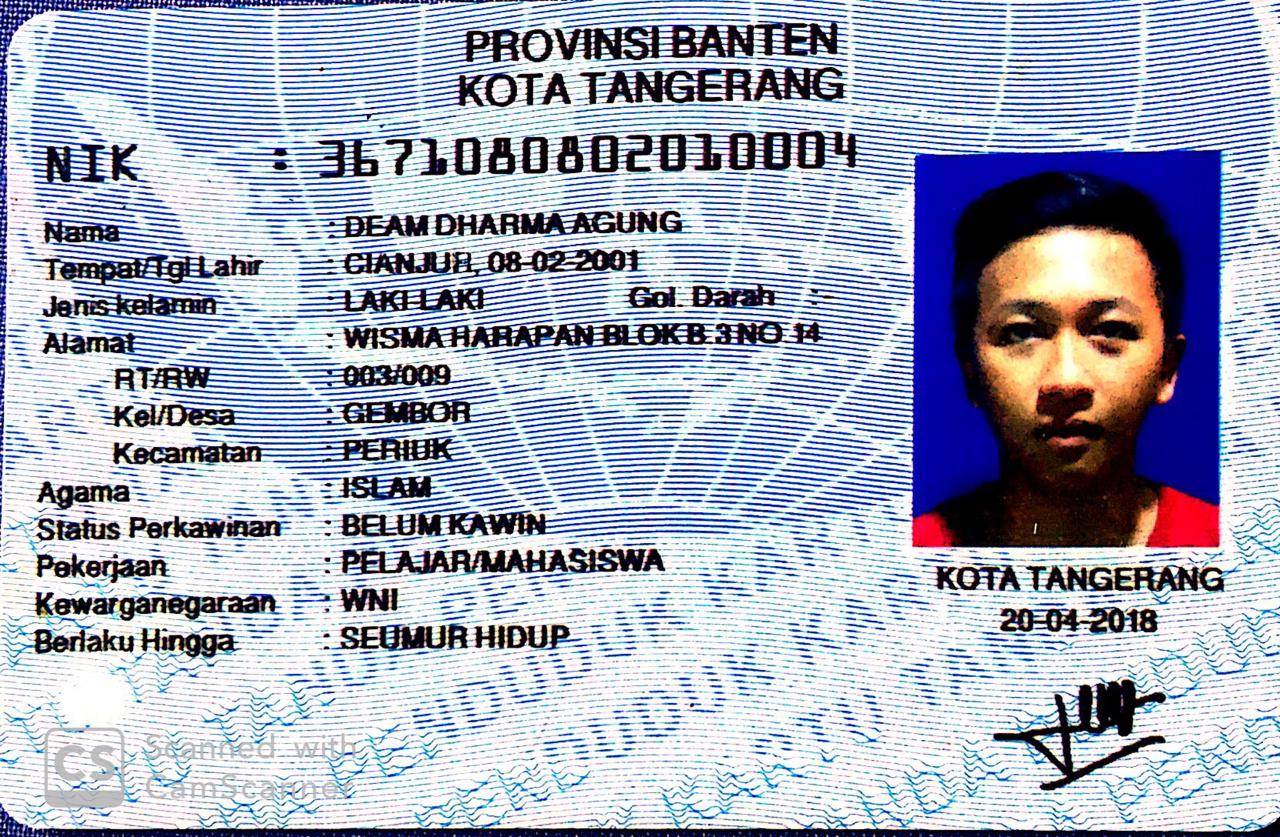 PROVINSI BANTEN
KOTA TANGERANG
NIK : 3671080802010004
Nama : DEAM DHARMA AGUNG
Tempat/Tgl Lahir : CIANJUR, 08-02-2001
Jenis kelamin : LAKI-LAKI Gol. Darah :-
Alamat : WISMA HARAPAN BLOK B.3 NO 14
RT/RW : 003/009
Kel/Desa : GEMBOR
Kecamatan : PERIUK
Agama : ISLAM
Status Perkawinan : BELUM KAWIN
Pekerjaan : PELAJAR/MAHASISWA
Kewarganegaraan : WNI
Berlaku Hingga : SEUMUR HIDUP
KOTA TANGERANG
20-04-2018
CS Scanned with
CamScanner